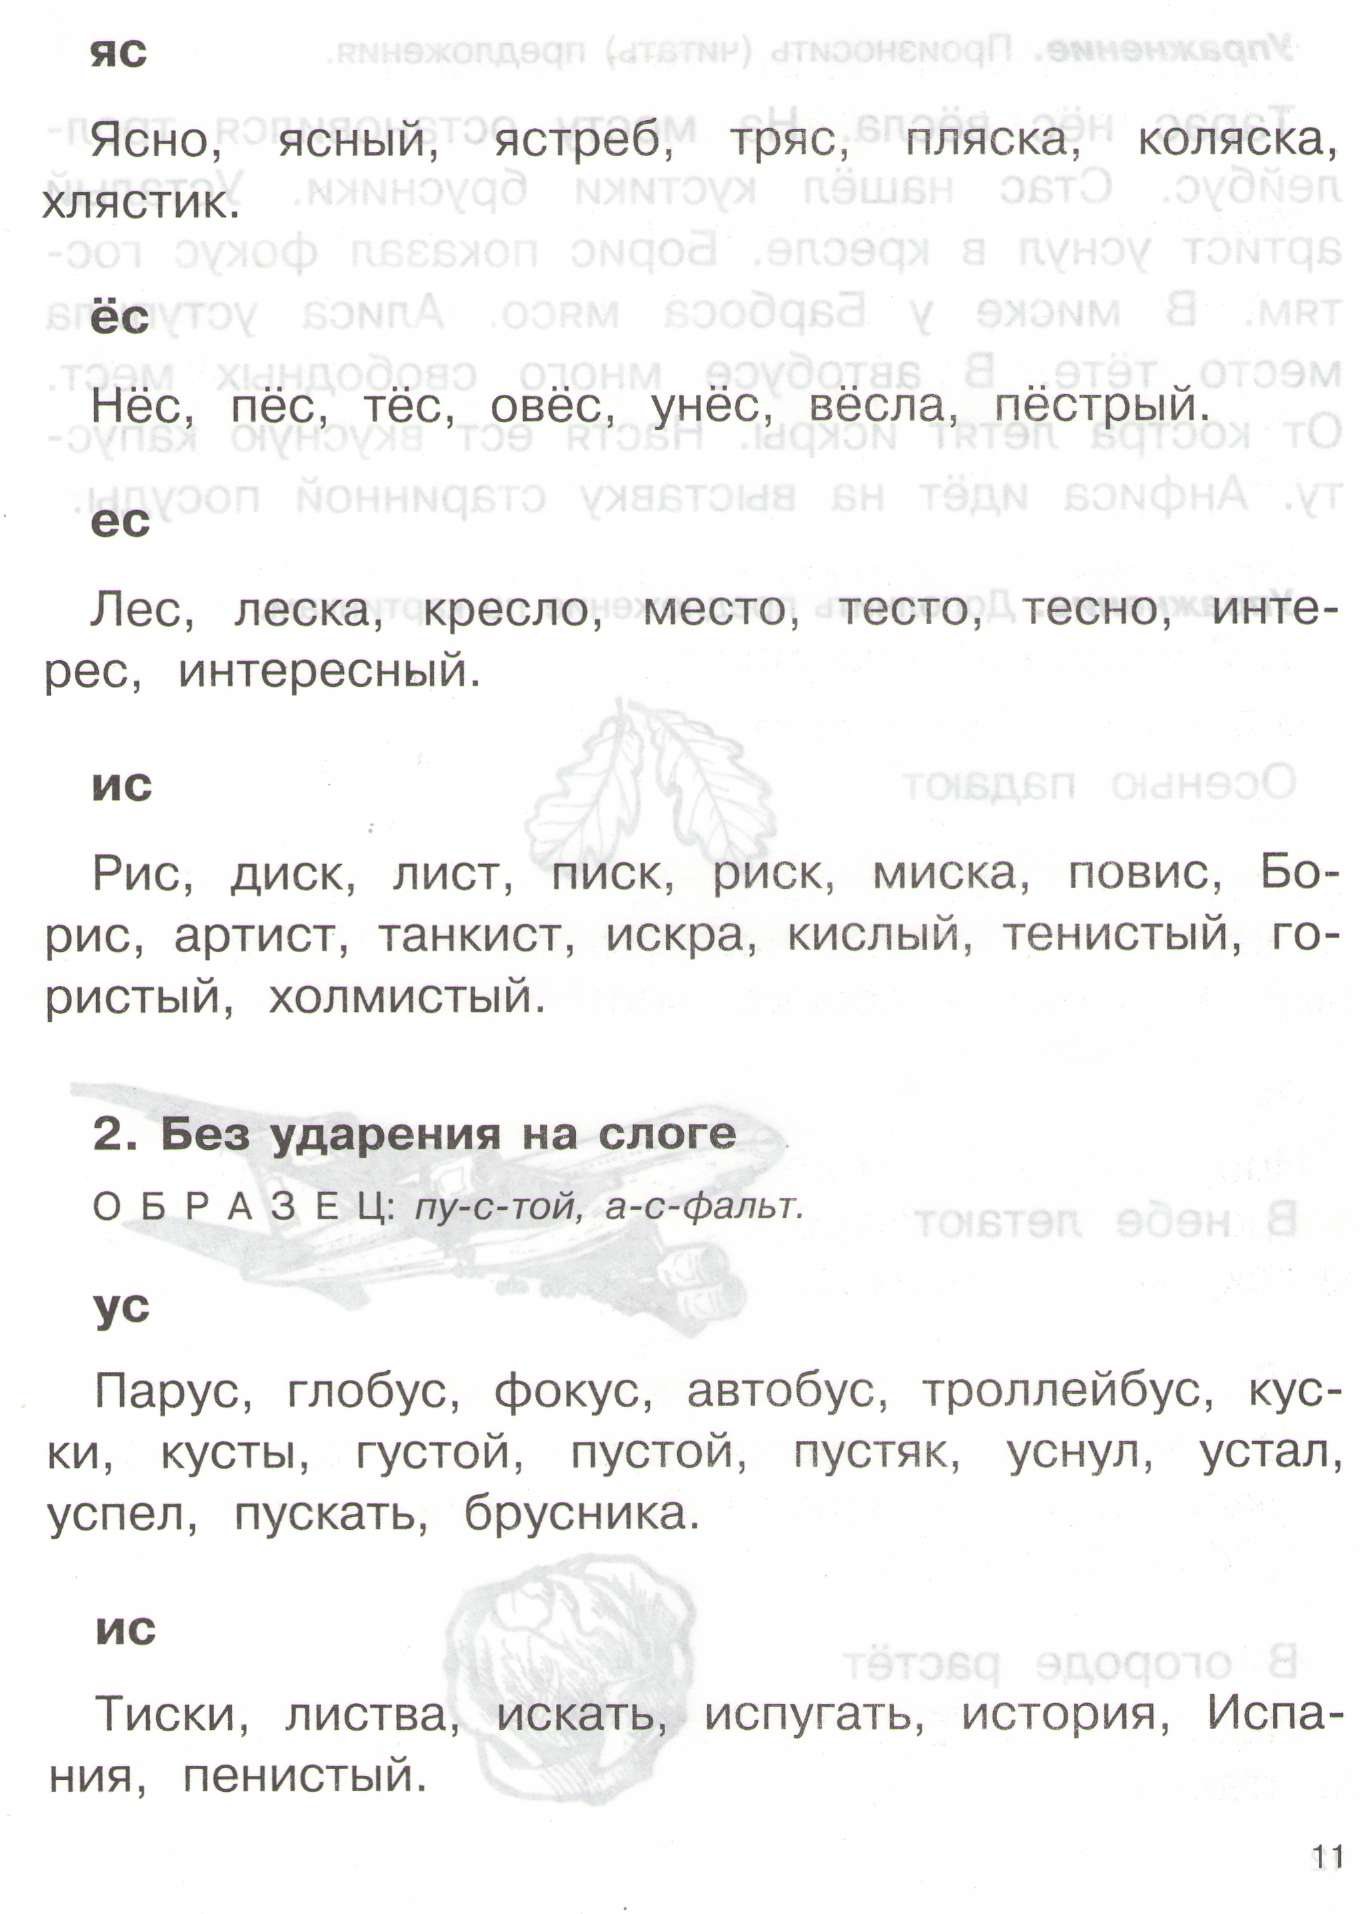 яс
Ясно, ясный, ястреб, тряс, пляска, коляска,
хлястик.
ёс
Нёс, пёс, тёс, овёс, унёс, вёсла, пёстрый.
ес
Лес, леска, кресло, место, тесто, тесно, инте-
рес, интересный.
ис
Рис, диск, лист, писк, риск, миска, повис, Бо-
рис, артист, танкист, искра, кислый, тенистый, го-
ристый, холмистый.
2. Без ударения на слоге
О Б Р А З Е Ц: пу-с-той, а-с-фальт.
ус
Парус, глобус, фокус, автобус, троллейбус, кус-
ки, кусты, густой, пустой, пустяк, уснул, устал,
успел, пускать, брусника.
ис
Тиски, листва, искать, испугать, история, Испа-
ния, пенистый.
11